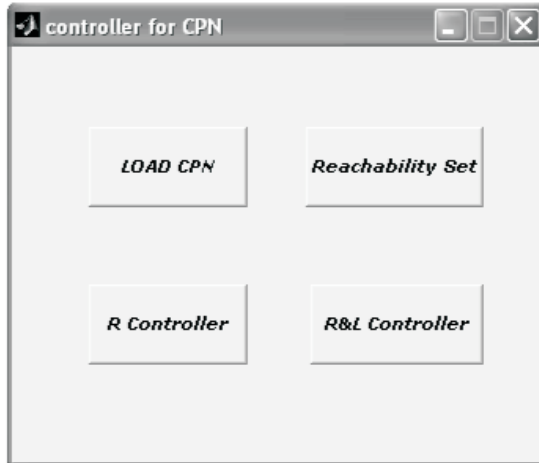 controller for CPN
LOAD CPN
Reachability Set
R Controller
R&L Controller